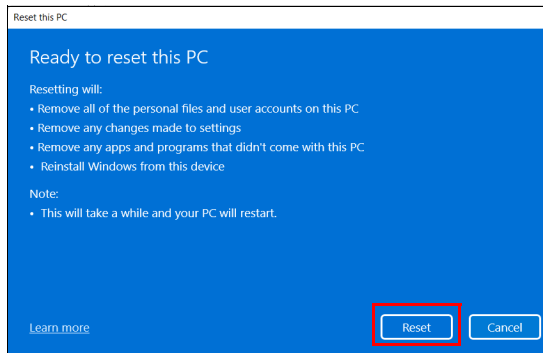 Reset this PC
Ready to reset this PC
Resetting will:
• Remove all of the personal files and user accounts on this PC
• Remove any changes made to settings
• Remove any apps and programs that didn't come with this PC
• Reinstall Windows from this device
Note:
• This will take a while and your PC will restart.
Learn more
Reset
Cancel